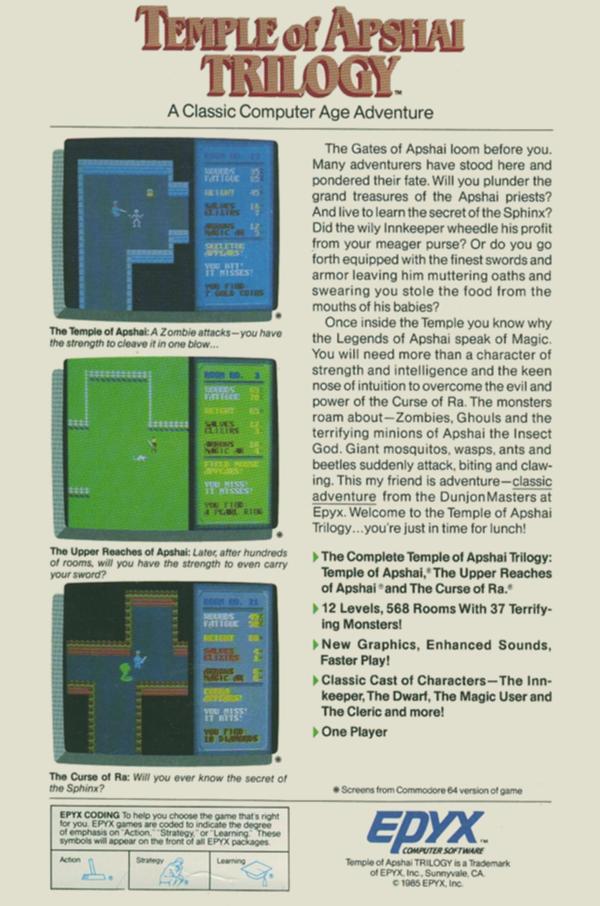 TEMPLE of APSHAI
TRILOGY™
A Classic Computer Age Adventure
ROOM NO.
WOUNDS
FATIGUE
WEIGHT
SALVES
ELIXIRS
ARROWS
MAGIC AR
SKELETON
APPEARS!
YOU HIT!
IT MISSES!
YOU FIND:
7 GOLD COINS
The Temple of Apshai: A Zombie attacks—you have
the strength to cleave it in one blow...
ROOM NO. 3
WOUNDS
FATIGUE
WEIGHT
SALVES
ELIXIRS
ARROWS
MAGIC AR
FIELD MOUSE
APPEARS!
YOU MISS!
IT MISSES!
YOU FIND:
A PEARL RING
The Upper Reaches of Apshai: Later, after hundreds
of rooms, will you have the strength to even carry
your sword?
ROOM NO. 21
WOUNDS
FATIGUE
WEIGHT
SALVES
ELIXIRS
ARROWS
MAGIC AR
APPEARS!
YOU MISS!
IT HITS!
YOU FIND:
10 DIAMONDS
The Curse of Ra: Will you ever know the secret of
the Sphinx?
The Gates of Apshai loom before you.
Many adventurers have stood here and
pondered their fate. Will you plunder the
grand treasures of the Apshai priests?
And live to learn the secret of the Sphinx?
Did the wily Innkeeper wheedle his profit
from your meager purse? Or do you go
forth equipped with the finest swords and
armor leaving him muttering oaths and
swearing you stole the food from the
mouths of his babies?
Once inside the Temple you know why
the Legends of Apshai speak of Magic.
You will need more than a character of
strength and intelligence and the keen
nose of intuition to overcome the evil and
power of the Curse of Ra. The monsters
roam about—Zombies, Ghouls and the
terrifying minions of Apshai the Insect
God. Giant mosquitos, wasps, ants and
beetles suddenly attack, biting and claw-
ing. This my friend is adventure—classic
adventure from the DunjonMasters at
Epyx. Welcome to the Temple of Apshai
Trilogy...you're just in time for lunch!
The Complete Temple of Apshai Trilogy:
Temple of Apshai,® The Upper Reaches
of Apshai® and The Curse of Ra.®
12 Levels, 568 Rooms With 37 Terrify-
ing Monsters!
New Graphics, Enhanced Sounds,
Faster Play!
Classic Cast of Characters—The Inn-
keeper, The Dwarf, The Magic User and
The Cleric and more!
One Player
Screens from Commodore 64 version of game
EPYX CODING To help you choose the game that's right
for you. EPYX games are coded to indicate the degree
of emphasis on "Action," "Strategy," or "Learning." These
symbols will appear on the front of all EPYX packages.
Action
Strategy
Learning
EPYX™
COMPUTER SOFTWARE
Temple of Apshai TRILOGY is a Trademark
of EPYX, Inc., Sunnyvale, CA.
© 1985 EPYX, Inc.